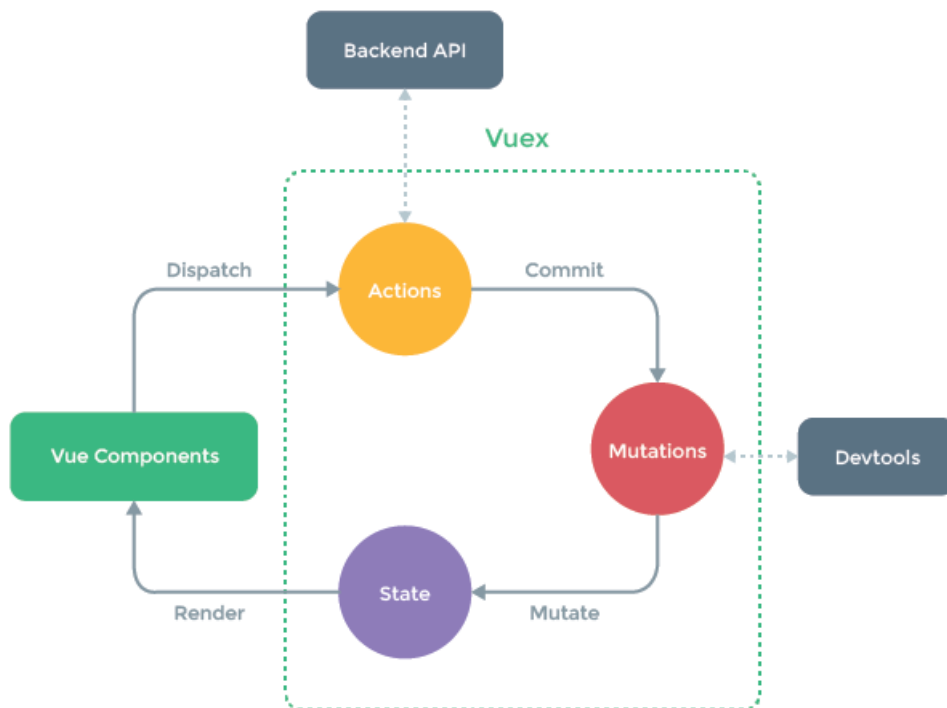 Backend API
Vuex
Dispatch
Commit
Actions
Vue Components
Mutations
Devtools
State
Render
Mutate